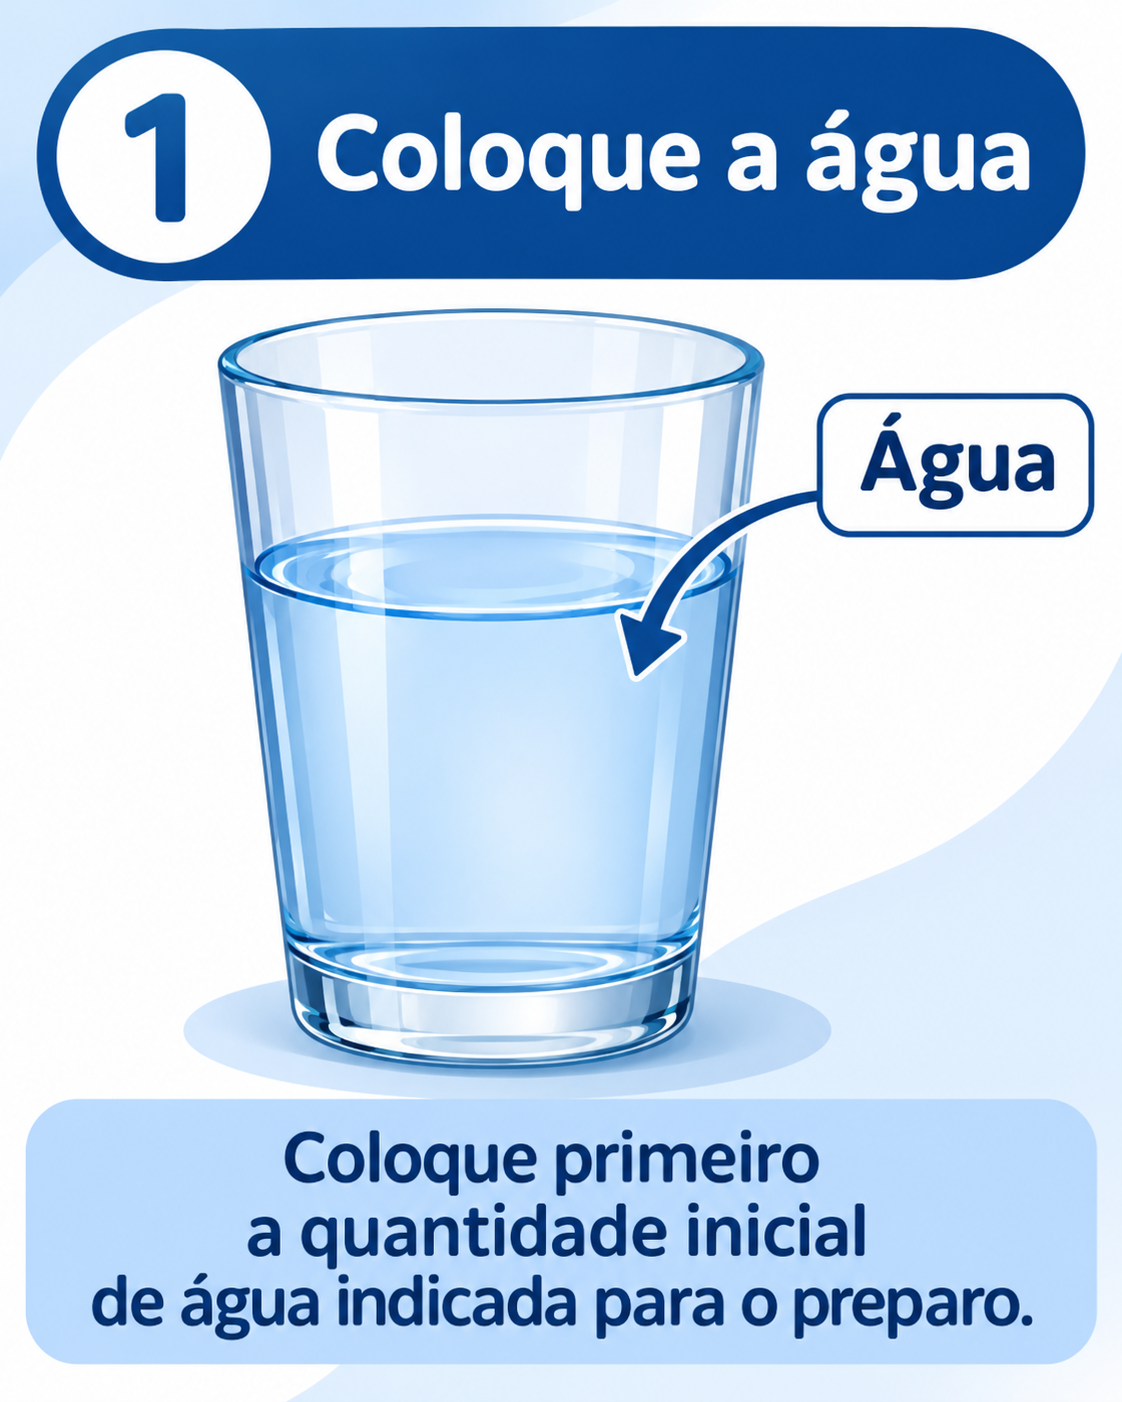 1
Coloque a água
Água
Coloque primeiro
a quantidade inicial
de água indicada para o preparo.